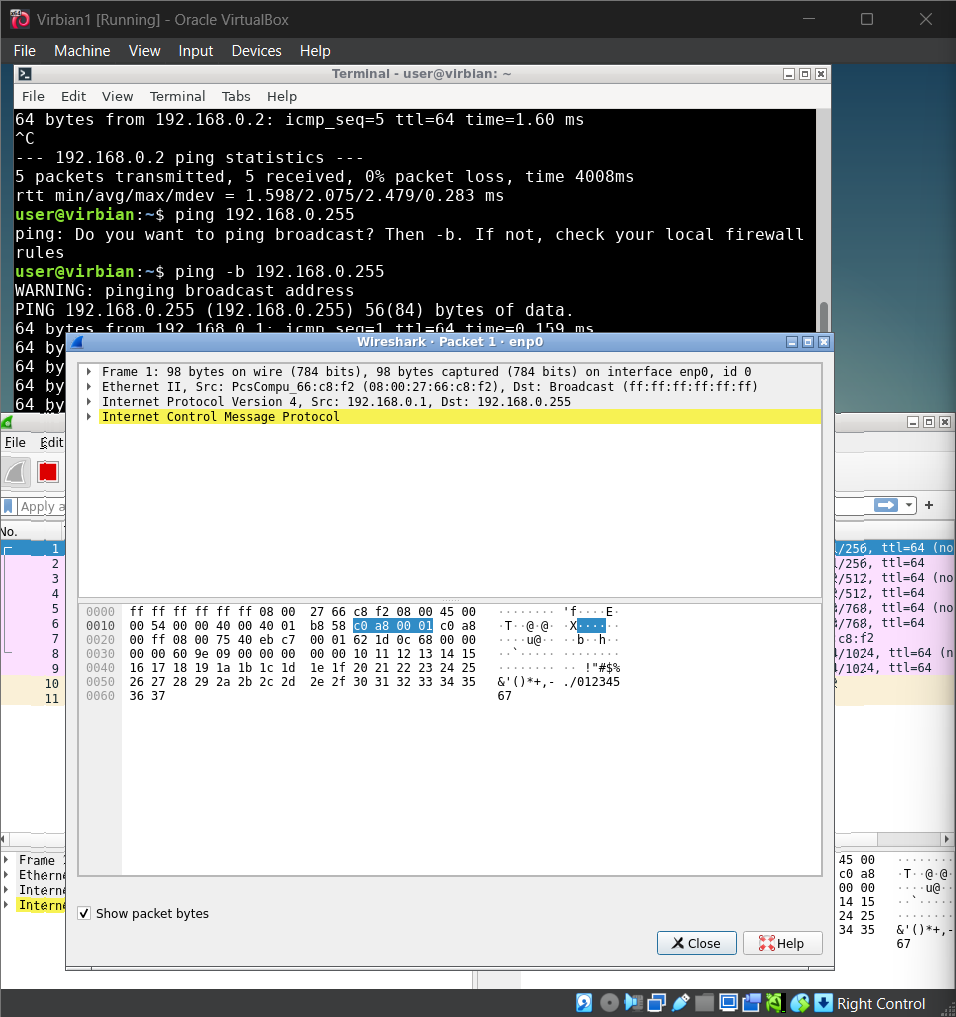 Virbian1 [Running] - Oracle VirtualBox
File Machine View Input Devices Help
Terminal - user@virbian: ~
File Edit View Terminal Tabs Help
64 bytes from 192.168.0.2: icmp_seq=5 ttl=64 time=1.60 ms
^C
--- 192.168.0.2 ping statistics ---
5 packets transmitted, 5 received, 0% packet loss, time 4008ms
rtt min/avg/max/mdev = 1.598/2.075/2.479/0.283 ms
user@virbian:~$ ping 192.168.0.255
ping: Do you want to ping broadcast? Then -b. If not, check your local firewall
rules
user@virbian:~$ ping -b 192.168.0.255
WARNING: pinging broadcast address
PING 192.168.0.255 (192.168.0.255) 56(84) bytes of data.
64 bytes from 192.168.0.1: icmp_seq=1 ttl=64 time=0.159 ms
64 by
64 by
64 by
64 by
Wireshark · Packet 1 · enp0
Frame 1: 98 bytes on wire (784 bits), 98 bytes captured (784 bits) on interface enp0, id 0
Ethernet II, Src: PcsCompu_66:c8:f2 (08:00:27:66:c8:f2), Dst: Broadcast (ff:ff:ff:ff:ff:ff)
Internet Protocol Version 4, Src: 192.168.0.1, Dst: 192.168.0.255
Internet Control Message Protocol
0000 ff ff ff ff ff ff 08 00 27 66 c8 f2 08 00 45 00 ········ 'f····E·
0010 00 54 00 00 40 00 40 01 b8 58 c0 a8 00 01 c0 a8 ·T··@·@· ·X······
0020 00 ff 08 00 75 40 eb c7 00 01 62 1d 0c 68 00 00 ····u@·· ··b··h··
0030 00 00 60 9e 09 00 00 00 00 00 10 11 12 13 14 15 ··`····· ········
0040 16 17 18 19 1a 1b 1c 1d 1e 1f 20 21 22 23 24 25 ········ ·· !"#$%
0050 26 27 28 29 2a 2b 2c 2d 2e 2f 30 31 32 33 34 35 &'()*+,- ./012345
0060 36 37 67
Show packet bytes
Close Help
File Edit
Apply a
No.
1 /256, ttl=64 (no
2 /256, ttl=64
3 /512, ttl=64 (no
4 /512, ttl=64
5 /768, ttl=64 (no
6 /768, ttl=64
7 c8:f2
8 /1024, ttl=64 (no
9 /1024, ttl=64
10
11
Frame 1
Etherne
Interne
Interne
45 00 ········
c0 a8 ·T··@·@·
00 00 ····u@··
14 15 ··`·····
24 25 ········
34 35 &'()*+,-
67
Right Control